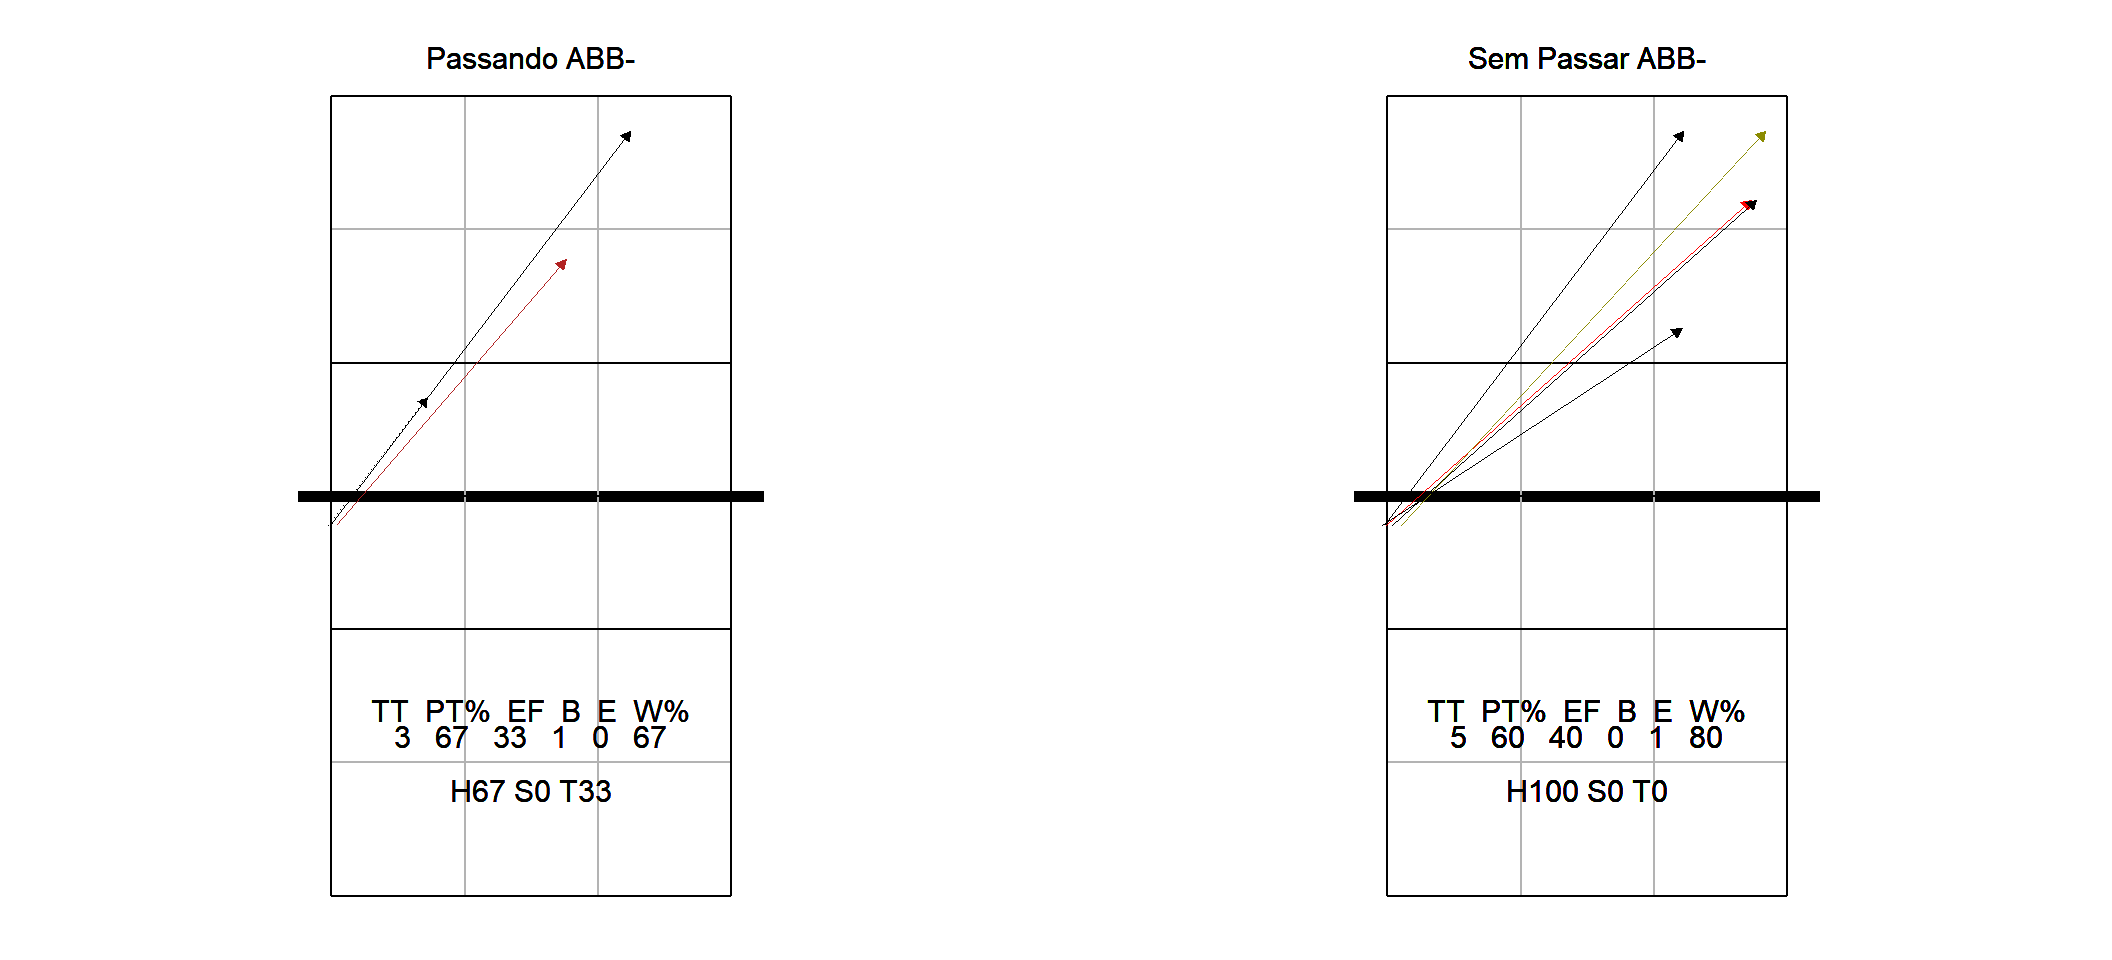 Passando ABB-
TT PT% EF B E W%
3 67 33 1 0 67
H67 S0 T33
Sem Passar ABB-
TT PT% EF B E W%
5 60 40 0 1 80
H100 S0 T0